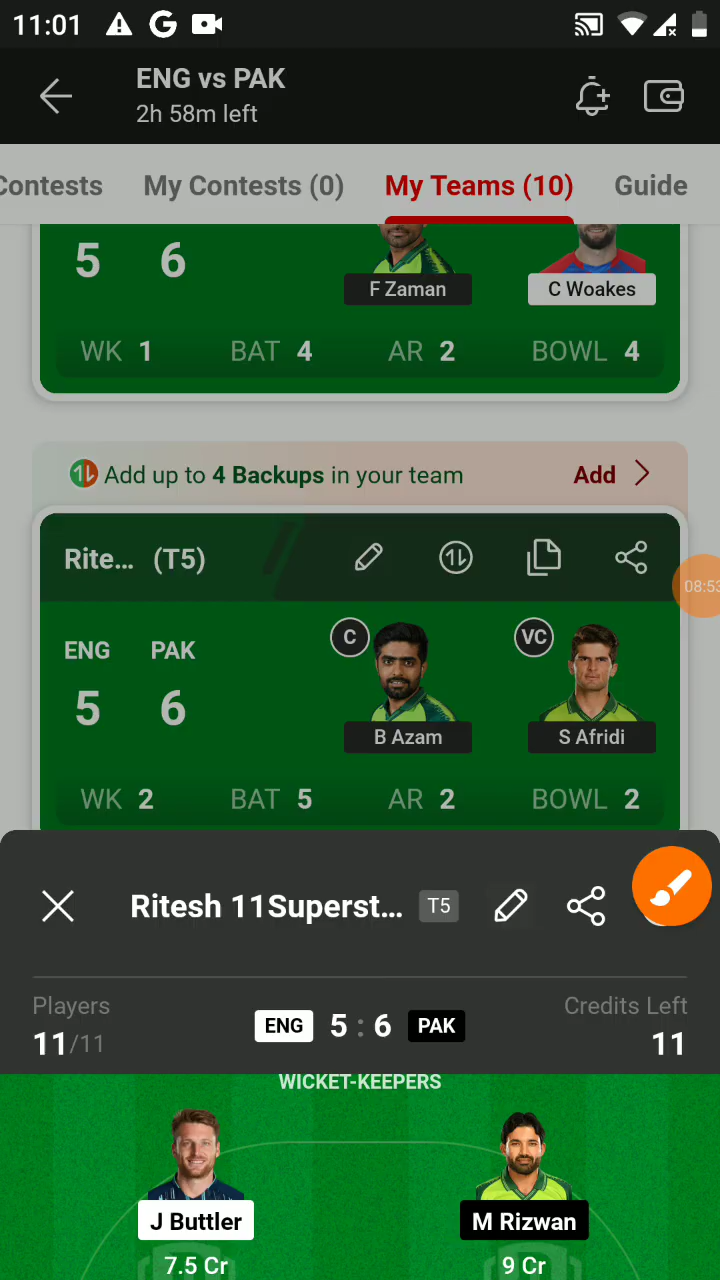 11:01
ENG vs PAK
2h 58m left
Contests My Contests (0) My Teams (10) Guide
5 6
F Zaman C Woakes
WK 1 BAT 4 AR 2 BOWL 4
Add up to 4 Backups in your team Add
Rite... (T5)
08:53
ENG PAK C VC
5 6
B Azam S Afridi
WK 2 BAT 5 AR 2 BOWL 2
Ritesh 11Superst... T5
Players Credits Left
11/11 ENG 5 : 6 PAK 11
WICKET-KEEPERS
J Buttler M Rizwan
7.5 Cr 9 Cr